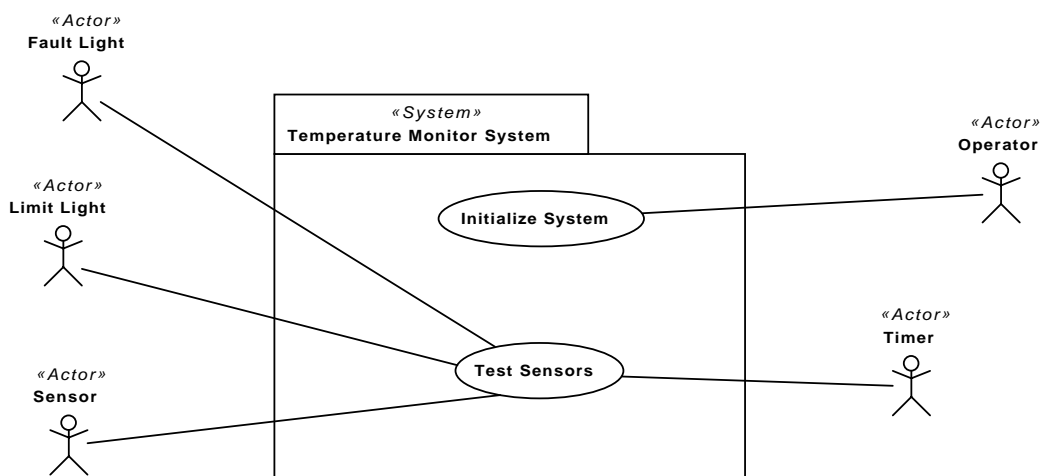 «Actor»
Fault Light
«System»
Temperature Monitor System
«Actor»
Operator
«Actor»
Limit Light
Initialize System
«Actor»
Timer
Test Sensors
«Actor»
Sensor